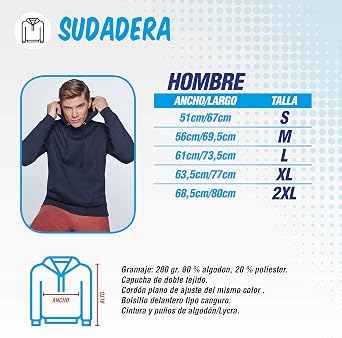 SUDADERA
HOMBRE
ANCHO/LARGO TALLA
51cm/67cm S
56cm/69,5cm M
61cm/73,5cm L
63,5cm/77cm XL
68,5cm/80cm 2XL
ANCHO
ALTO
Gramaje: 280 gr. 80 % algodon, 20 % poliester.
Capucha de doble tejido.
Cordón plano de ajuste del mismo color .
Bolsillo delantero tipo canguro.
Cintura y puños de algodón/Lycra.